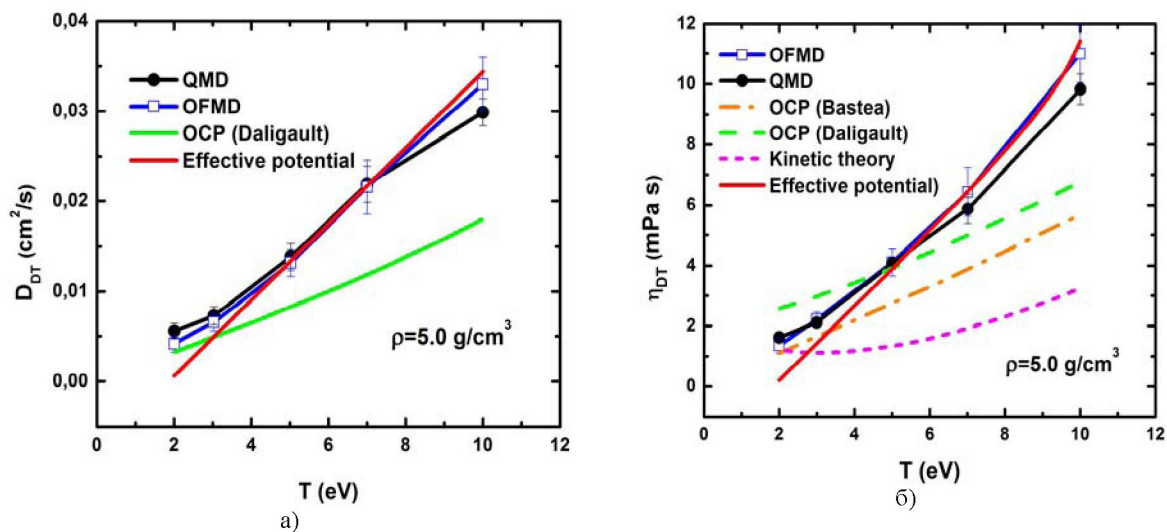 0,04
0,03
0,02
0,01
0,00
D_DT (cm²/s)
QMD
OFMD
OCP (Daligault)
Effective potential
ρ=5.0 g/cm³
0 2 4 6 8 10 12
T (eV)
а)
12
10
8
6
4
2
0
η_DT (mPa s)
OFMD
QMD
OCP (Bastea)
OCP (Daligault)
Kinetic theory
Effective potential)
ρ=5.0 g/cm³
0 2 4 6 8 10 12
T (eV)
б)